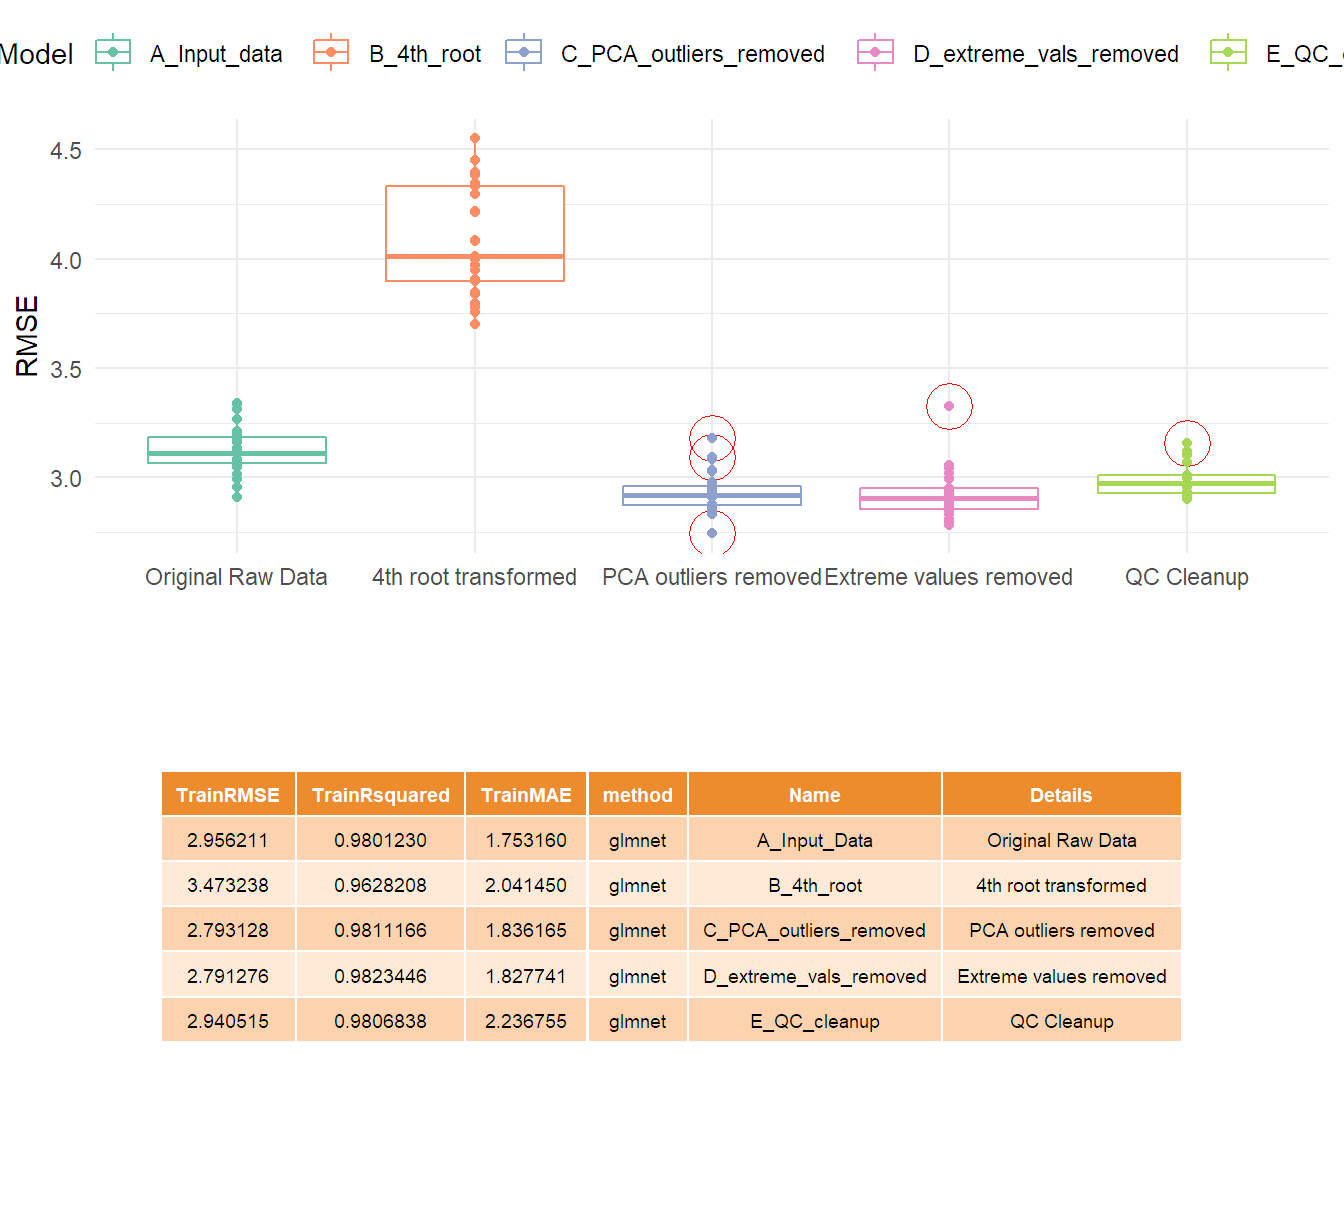 Model A_Input_data B_4th_root C_PCA_outliers_removed D_extreme_vals_removed E_QC_
4.5
4.0
3.5
3.0
RMSE
Original Raw Data 4th root transformed PCA outliers removed Extreme values removed QC Cleanup
TrainRMSE TrainRsquared TrainMAE method Name Details
2.956211 0.9801230 1.753160 glmnet A_Input_Data Original Raw Data
3.473238 0.9628208 2.041450 glmnet B_4th_root 4th root transformed
2.793128 0.9811166 1.836165 glmnet C_PCA_outliers_removed PCA outliers removed
2.791276 0.9823446 1.827741 glmnet D_extreme_vals_removed Extreme values removed
2.940515 0.9806838 2.236755 glmnet E_QC_cleanup QC Cleanup